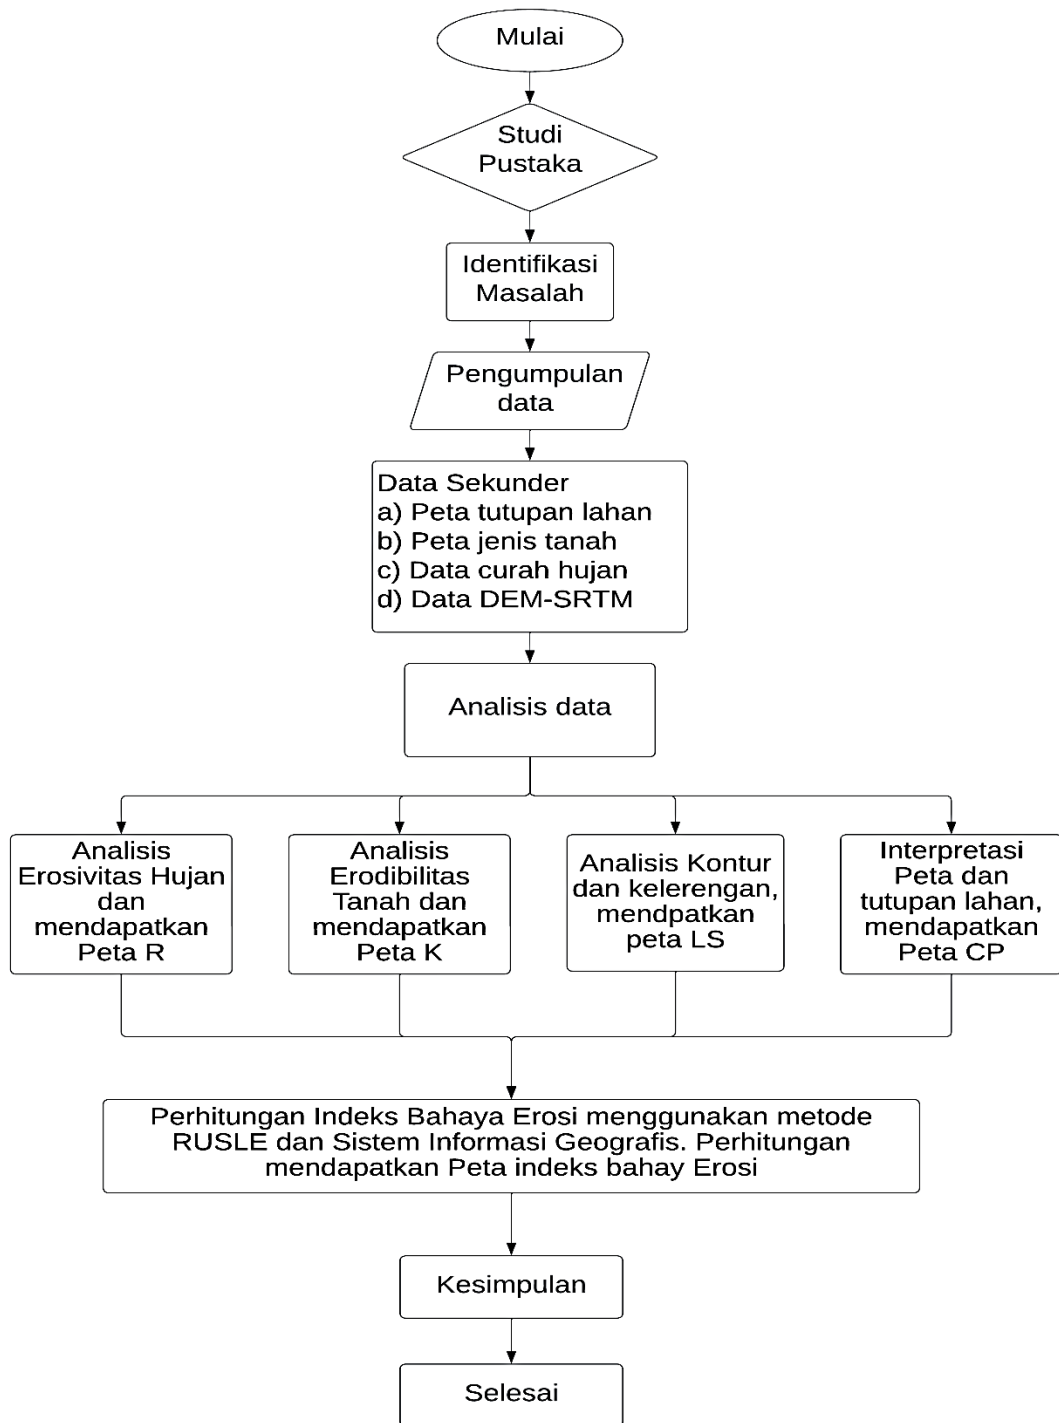 Mulai
Studi
Pustaka
Identifikasi
Masalah
Pengumpulan
data
Data Sekunder
a) Peta tutupan lahan
b) Peta jenis tanah
c) Data curah hujan
d) Data DEM-SRTM
Analisis data
Analisis
Erosivitas Hujan
dan
mendapatkan
Peta R
Analisis
Erodibilitas
Tanah dan
mendapatkan
Peta K
Analisis Kontur
dan kelerengan,
mendpatkan
peta LS
Interpretasi
Peta dan
tutupan lahan,
mendapatkan
Peta CP
Perhitungan Indeks Bahaya Erosi menggunakan metode
RUSLE dan Sistem Informasi Geografis. Perhitungan
mendapatkan Peta indeks bahay Erosi
Kesimpulan
Selesai